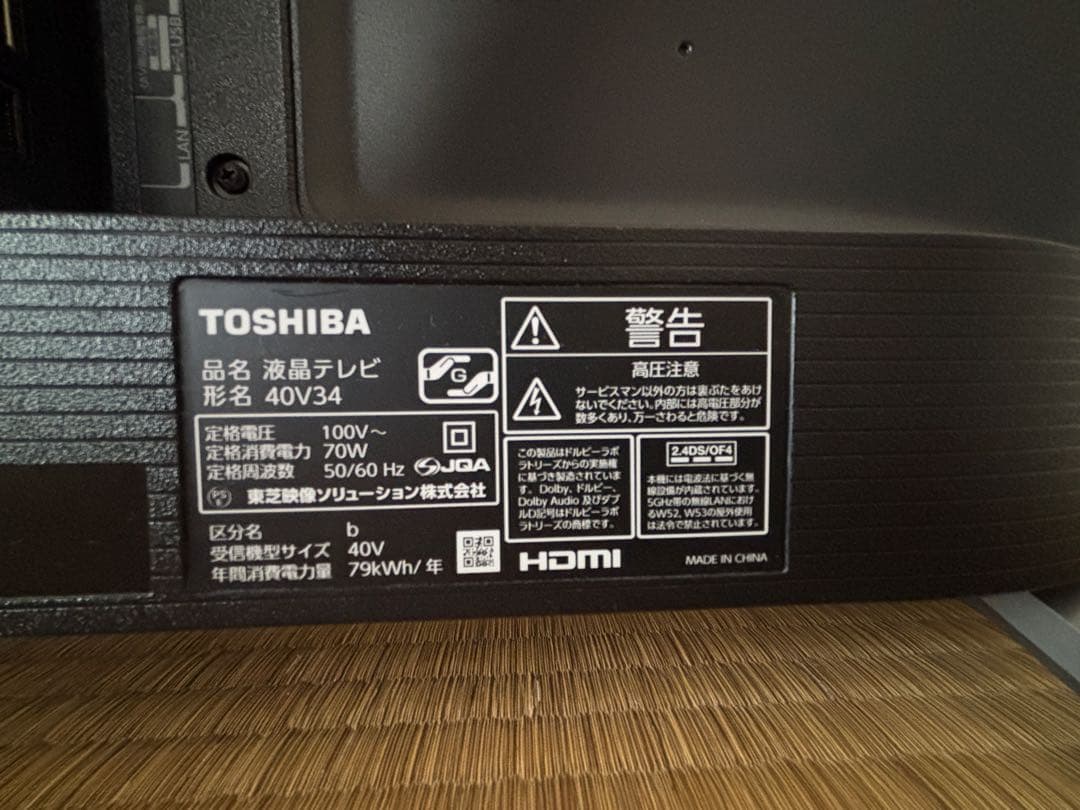 USB
LAN
TOSHIBA
品名 液晶テレビ
形名 40V34
G
定格電圧 100V～
定格消費電力 70W
定格周波数 50/60 Hz
JQA
PS
東芝映像ソリューション株式会社
区分名 b
受信機型サイズ 40V
年間消費電力量 79kWh/年
警告
高圧注意
サービスマン以外の方は裏ぶたをあけ
ないでください。内部には高電圧部分が
数多くあり、万一さわると危険です。
この製品はドルビーラボ
ラトリーズからの実施権
に基づき製造されていま
す。Dolby、ドルビー、
Dolby Audio 及びダブ
ルD記号はドルビーラボ
ラトリーズの商標です。
2.4DS/OF4
本機には電波法に基づく無
線設備が内蔵されています。
5GHz帯の無線LANにおけ
るW52、W53の屋外使用
は法令で禁止されています。
HDMI
MADE IN CHINA